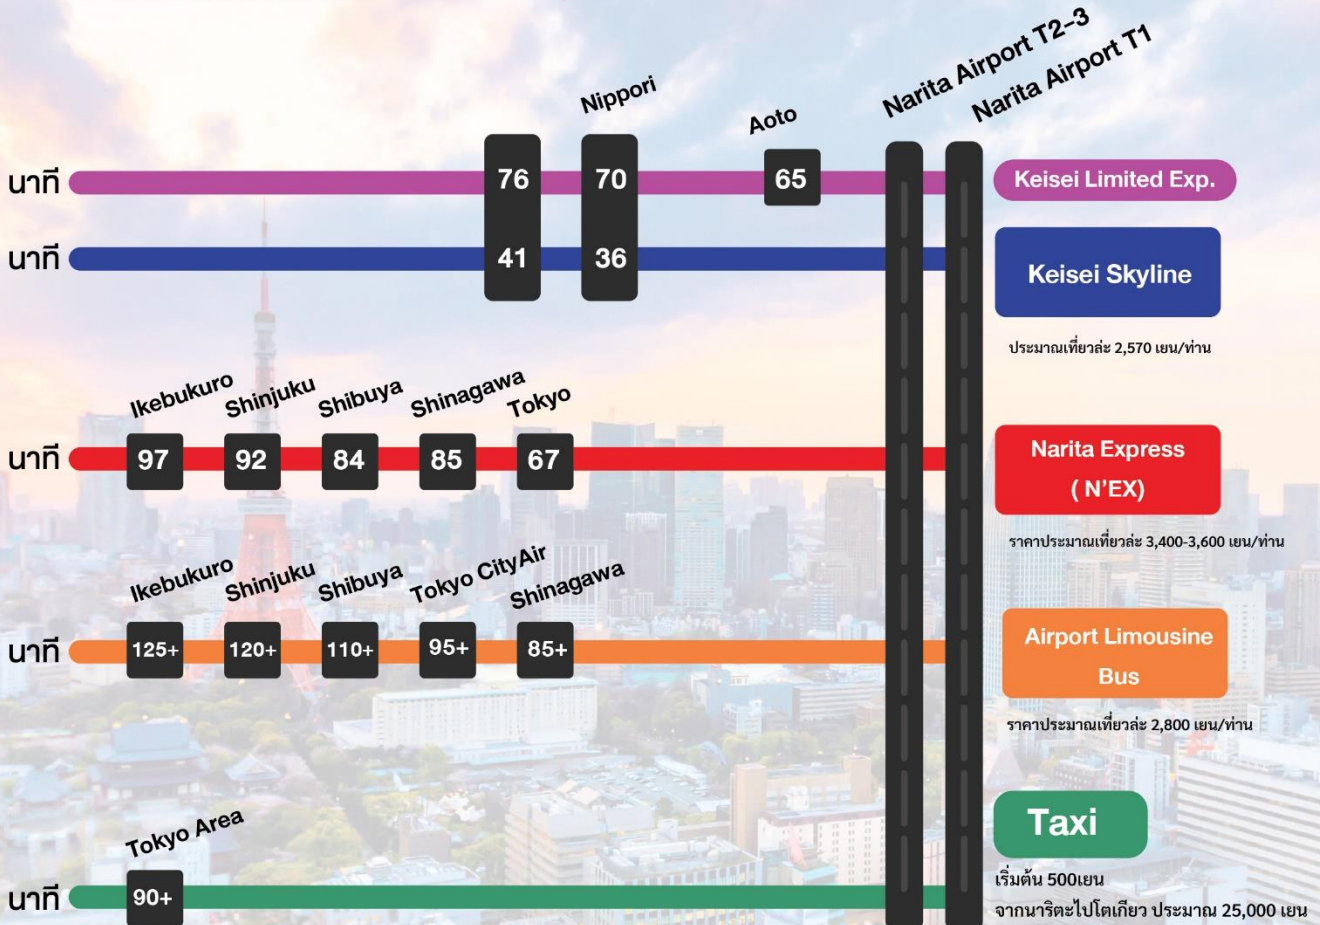 Nippori
Aoto
Narita Airport T2-3
Narita Airport T1
นาที
76
70
65
Keisei Limited Exp.
นาที
41
36
Keisei Skyline
ประมาณเที่ยวล่ะ 2,570 เยน/ท่าน
Ikebukuro
Shinjuku
Shibuya
Shinagawa
Tokyo
นาที
97
92
84
85
67
Narita Express
( N'EX)
ราคาประมาณเที่ยวล่ะ 3,400-3,600 เยน/ท่าน
Ikebukuro
Shinjuku
Shibuya
Tokyo CityAir
Shinagawa
นาที
125+
120+
110+
95+
85+
Airport Limousine
Bus
ราคาประมาณเที่ยวล่ะ 2,800 เยน/ท่าน
Tokyo Area
นาที
90+
Taxi
เริ่มต้น 500เยน
จากนาริตะไปโตเกียว ประมาณ 25,000 เยน